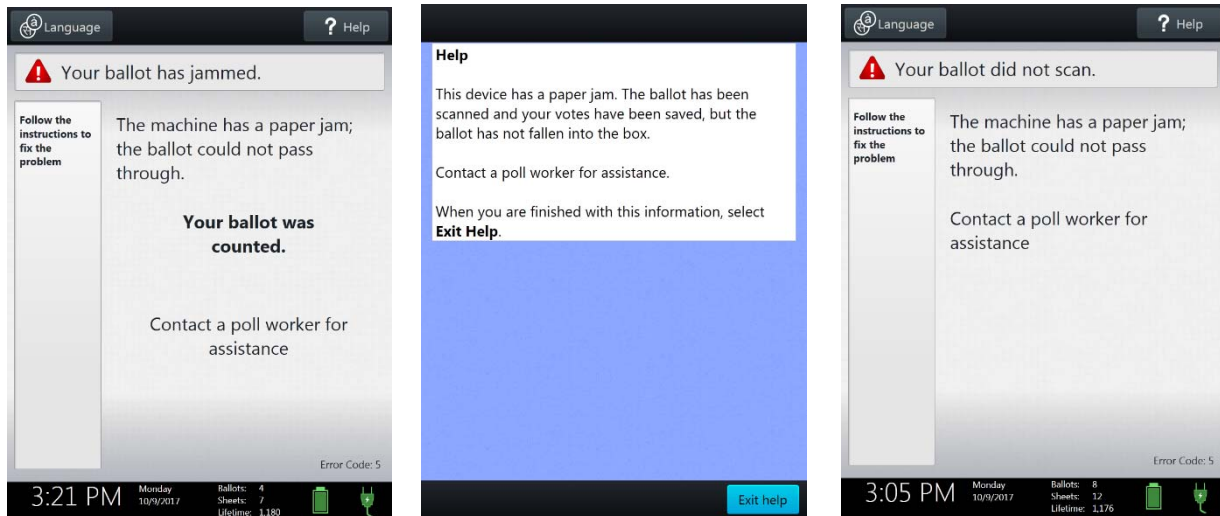 Language
? Help
Your ballot has jammed.
Follow the
instructions to
fix the
problem
The machine has a paper jam;
the ballot could not pass
through.
Your ballot was
counted.
Contact a poll worker for
assistance
Error Code: 5
3:21 PM
Monday
10/9/2017
Ballots: 4
Sheets: 7
Lifetime: 1,180
Help
This device has a paper jam. The ballot has been
scanned and your votes have been saved, but the
ballot has not fallen into the box.
Contact a poll worker for assistance.
When you are finished with this information, select
Exit Help.
Exit help
Language
? Help
Your ballot did not scan.
Follow the
instructions to
fix the
problem
The machine has a paper jam;
the ballot could not pass
through.
Contact a poll worker for
assistance
Error Code: 5
3:05 PM
Monday
10/9/2017
Ballots: 8
Sheets: 12
Lifetime: 1,176